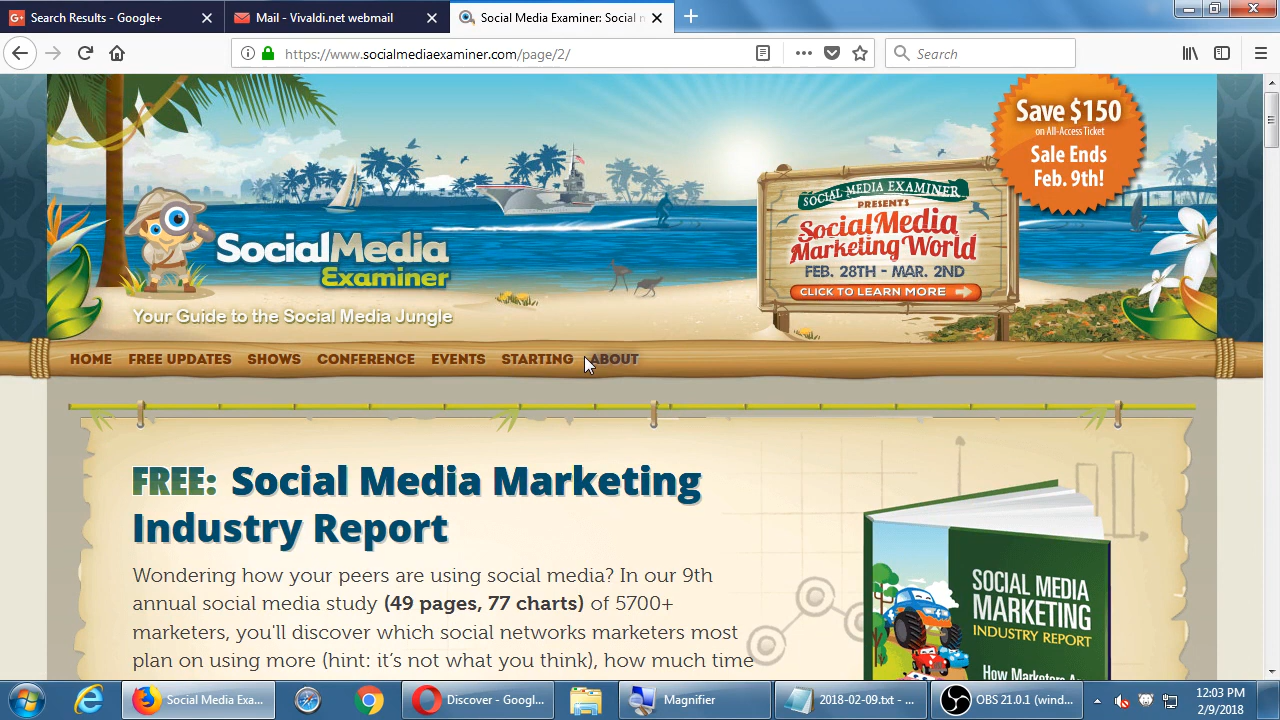 Search Results - Google+
Mail - Vivaldi.net webmail
Social Media Examiner: Social n
https://www.socialmediaexaminer.com/page/2/
Search
Save $150
on All-Access Ticket
Sale Ends
Feb. 9th!
SOCIAL MEDIA EXAMINER
PRESENTS
Social Media
Marketing World
FEB. 28TH - MAR. 2ND
CLICK TO LEARN MORE
SocialMedia
Examiner
Your Guide to the Social Media Jungle
HOME FREE UPDATES SHOWS CONFERENCE EVENTS STARTING ABOUT
FREE: Social Media Marketing
Industry Report
Wondering how your peers are using social media? In our 9th
annual social media study (49 pages, 77 charts) of 5700+
marketers, you'll discover which social networks marketers most
plan on using more (hint: it's not what you think), how much time
SOCIAL MEDIA
MARKETING
INDUSTRY REPORT
How Marketers Are
Social Media Exa...
Discover - Googl...
Magnifier
2018-02-09.txt - ...
OBS 21.0.1 (wind...
12:03 PM
2/9/2018